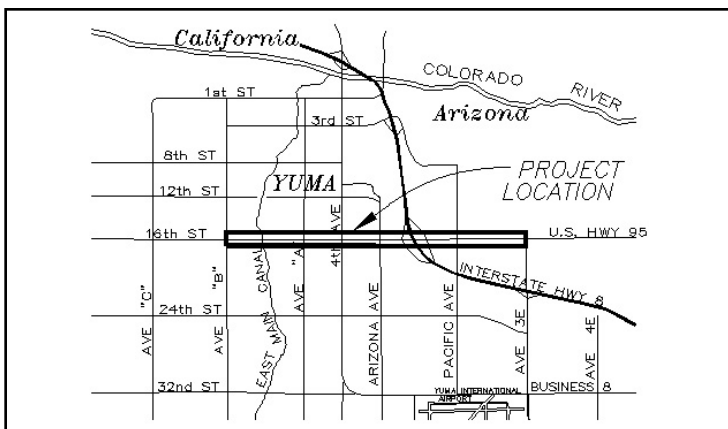 California
COLORADO RIVER
1st ST
Arizona
3rd ST
8th ST
PROJECT
LOCATION
YUMA
12th ST
16th ST
U.S. HWY 95
4th AVE
AVE "A"
AVE "B"
AVE "C"
EAST MAIN CANAL
INTERSTATE HWY 8
24th ST
ARIZONA AVE
PACIFIC AVE
AVE 3E
AVE 4E
32nd ST
YUMA INTERNATIONAL
AIRPORT
BUSINESS 8